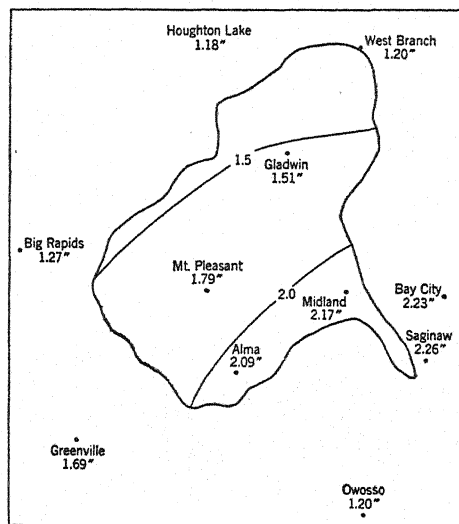 Houghton Lake
1.18"
West Branch
1.20"
1.5
Gladwin
1.51"
Big Rapids
1.27"
Mt. Pleasant
1.79"
2.0
Midland
2.17"
Bay City
2.23"
Saginaw
2.26"
Alma
2.09"
Greenville
1.69"
Owosso
1.20"